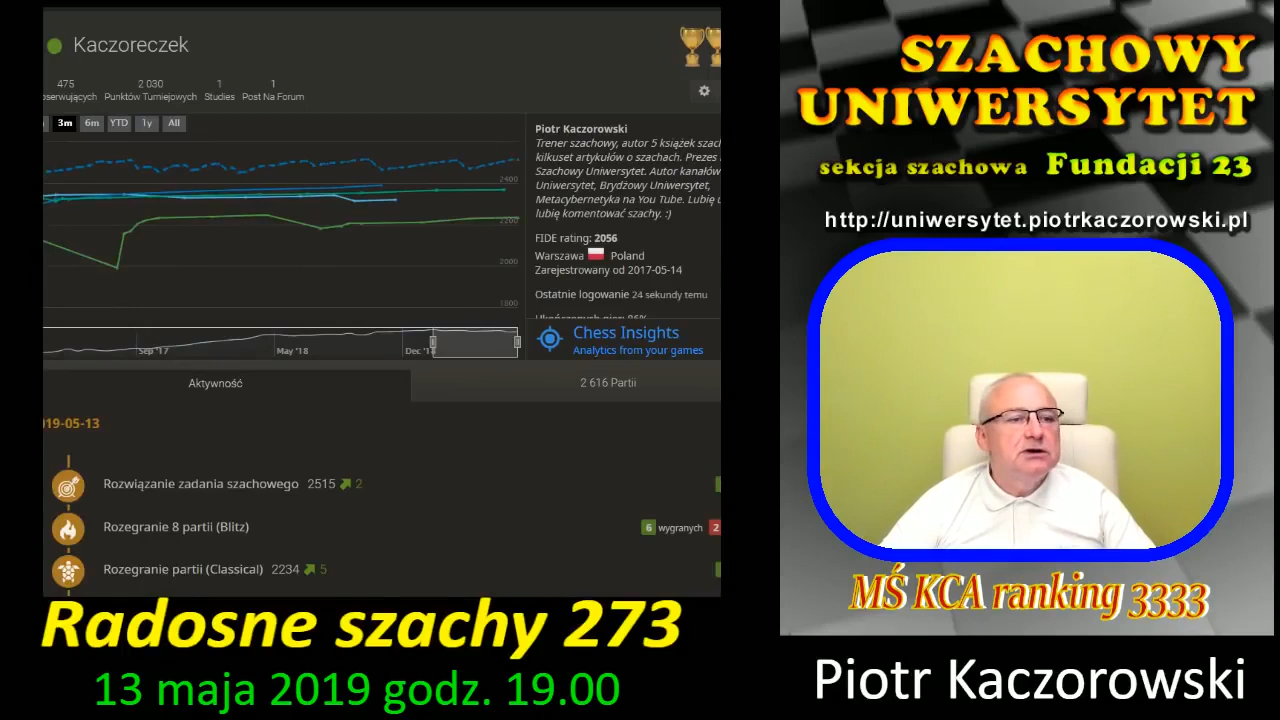 Kaczoreczek
475
2 030
1
1
oserwujących
Punktów Turniejowych
Studies
Post Na Forum
3m
6m
YTD
1y
All
2400
2200
2000
1800
Sep '17
May '18
Dec '18
Piotr Kaczorowski
Trener szachowy, autor 5 książek szach
kilkuset artykułów o szachach. Prezes
Szachowy Uniwersytet. Autor kanałów
Uniwersytet, Brydżowy Uniwersytet,
Metacybernetyka na You Tube. Lubię
lubię komentować szachy. :)
FIDE rating: 2056
Warszawa Poland
Zarejestrowany od 2017-05-14
Ostatnie logowanie 24 sekundy temu
Chess Insights
Analytics from your games
Aktywność
2 616 Partii
019-05-13
Rozwiązanie zadania szachowego 2515 2
Rozegranie 8 partii (Blitz)
6 wygranych 2
Rozegranie partii (Classical) 2234 5
Radosne szachy 273
13 maja 2019 godz. 19.00
SZACHOWY
UNIWERSYTET
sekcja szachowa Fundacji 23
http://uniwersytet.piotrkaczorowski.pl
MŚ KCA ranking 3333
Piotr Kaczorowski